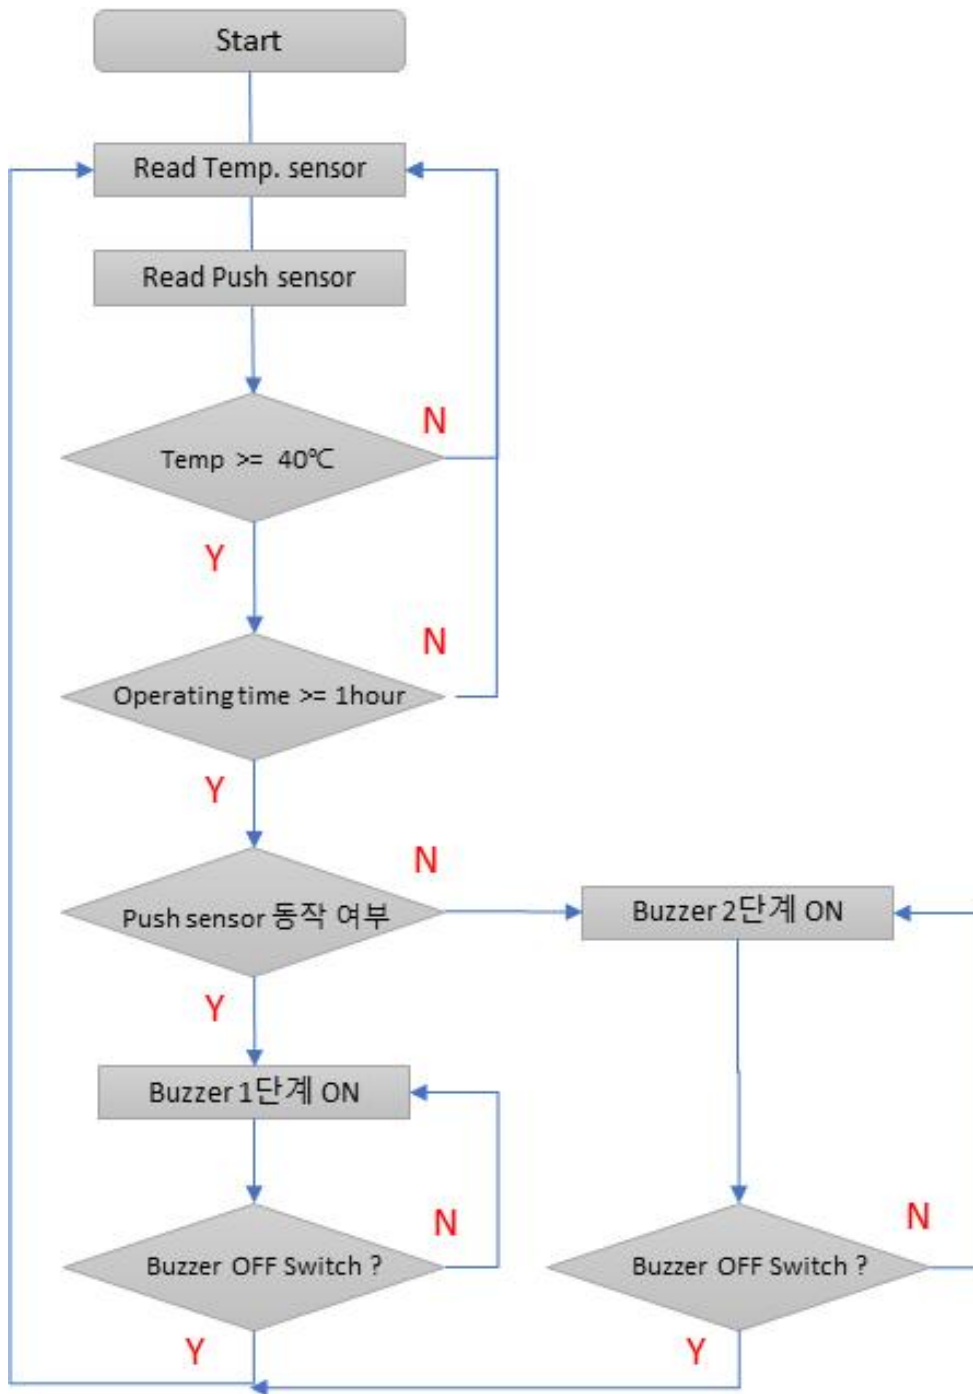 Start
Read Temp. sensor
Read Push sensor
N
Temp >= 40℃
Y
N
Operating time >= 1hour
Y
N
Push sensor 동작 여부
Buzzer 2단계 ON
Y
Buzzer 1단계 ON
N
N
Buzzer OFF Switch ?
Buzzer OFF Switch ?
Y
Y